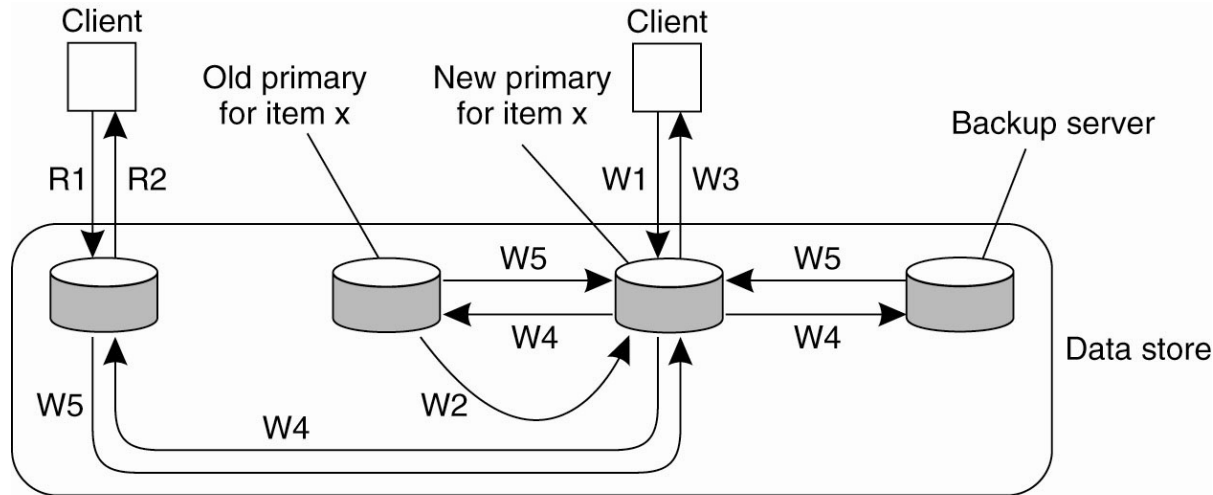 Client
Client
Old primary
for item x
New primary
for item x
Backup server
R1
R2
W1
W3
W5
W5
W4
W4
Data store
W5
W4
W2